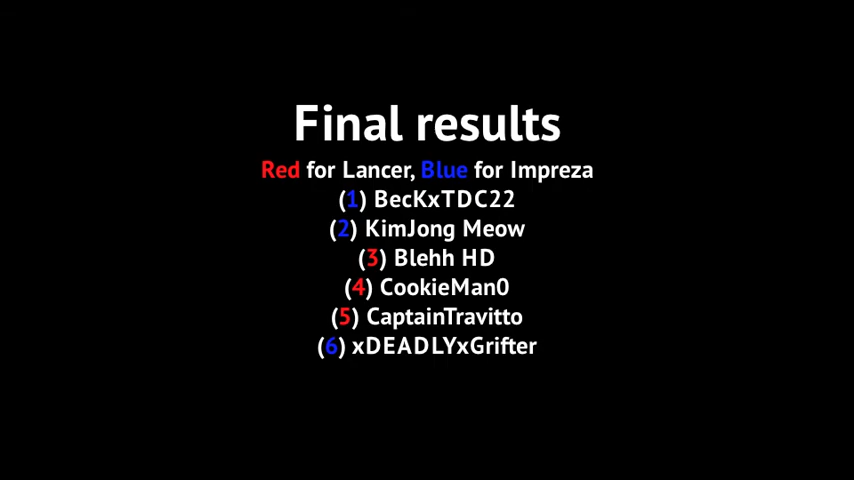 Final results
Red for Lancer, Blue for Impreza
(1) BecKxTDC22
(2) KimJong Meow
(3) Blehh HD
(4) CookieMan0
(5) CaptainTravitto
(6) xDEADLYxGrifter